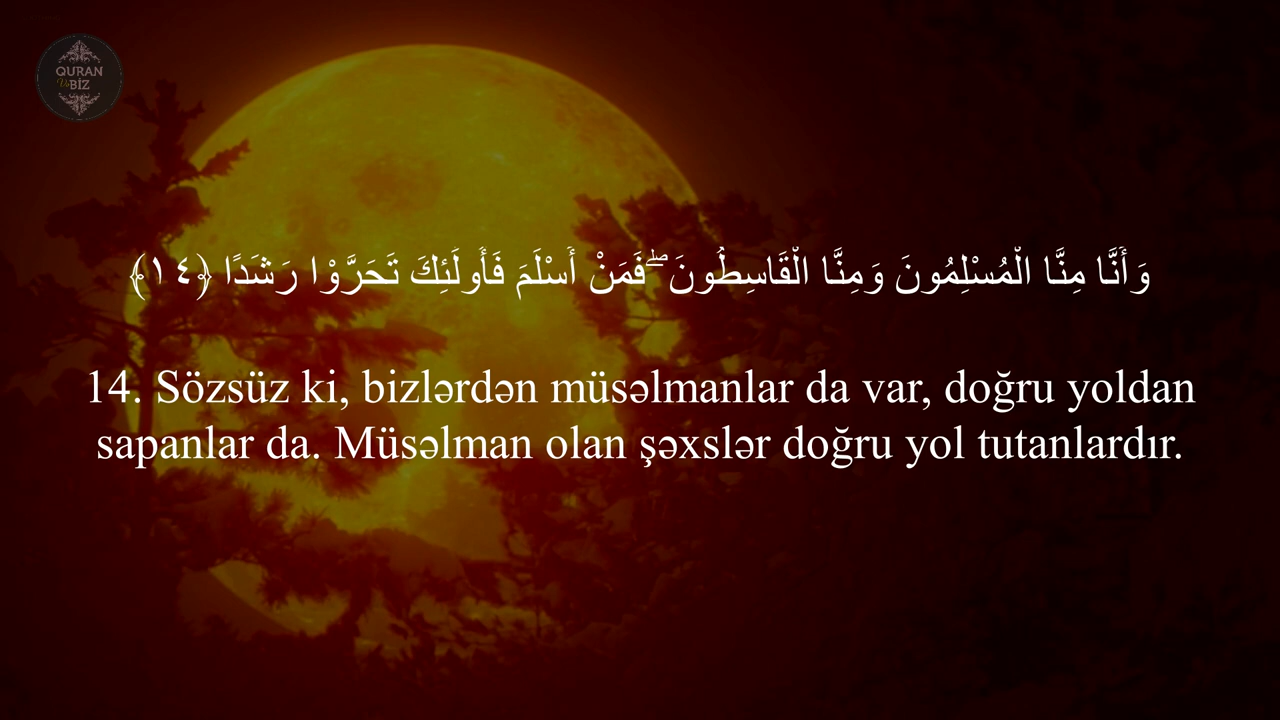 QURAN
Və BİZ
وَأَنَّا مِنَّا الْمُسْلِمُونَ وَمِنَّا الْقَاسِطُونَ ۖ فَمَنْ أَسْلَمَ فَأُولَٰئِكَ تَحَرَّوْا رَشَدًا ﴿١٤﴾
14. Sözsüz ki, bizlərdən müsəlmanlar da var, doğru yoldan
sapanlar da. Müsəlman olan şəxslər doğru yol tutanlardır.